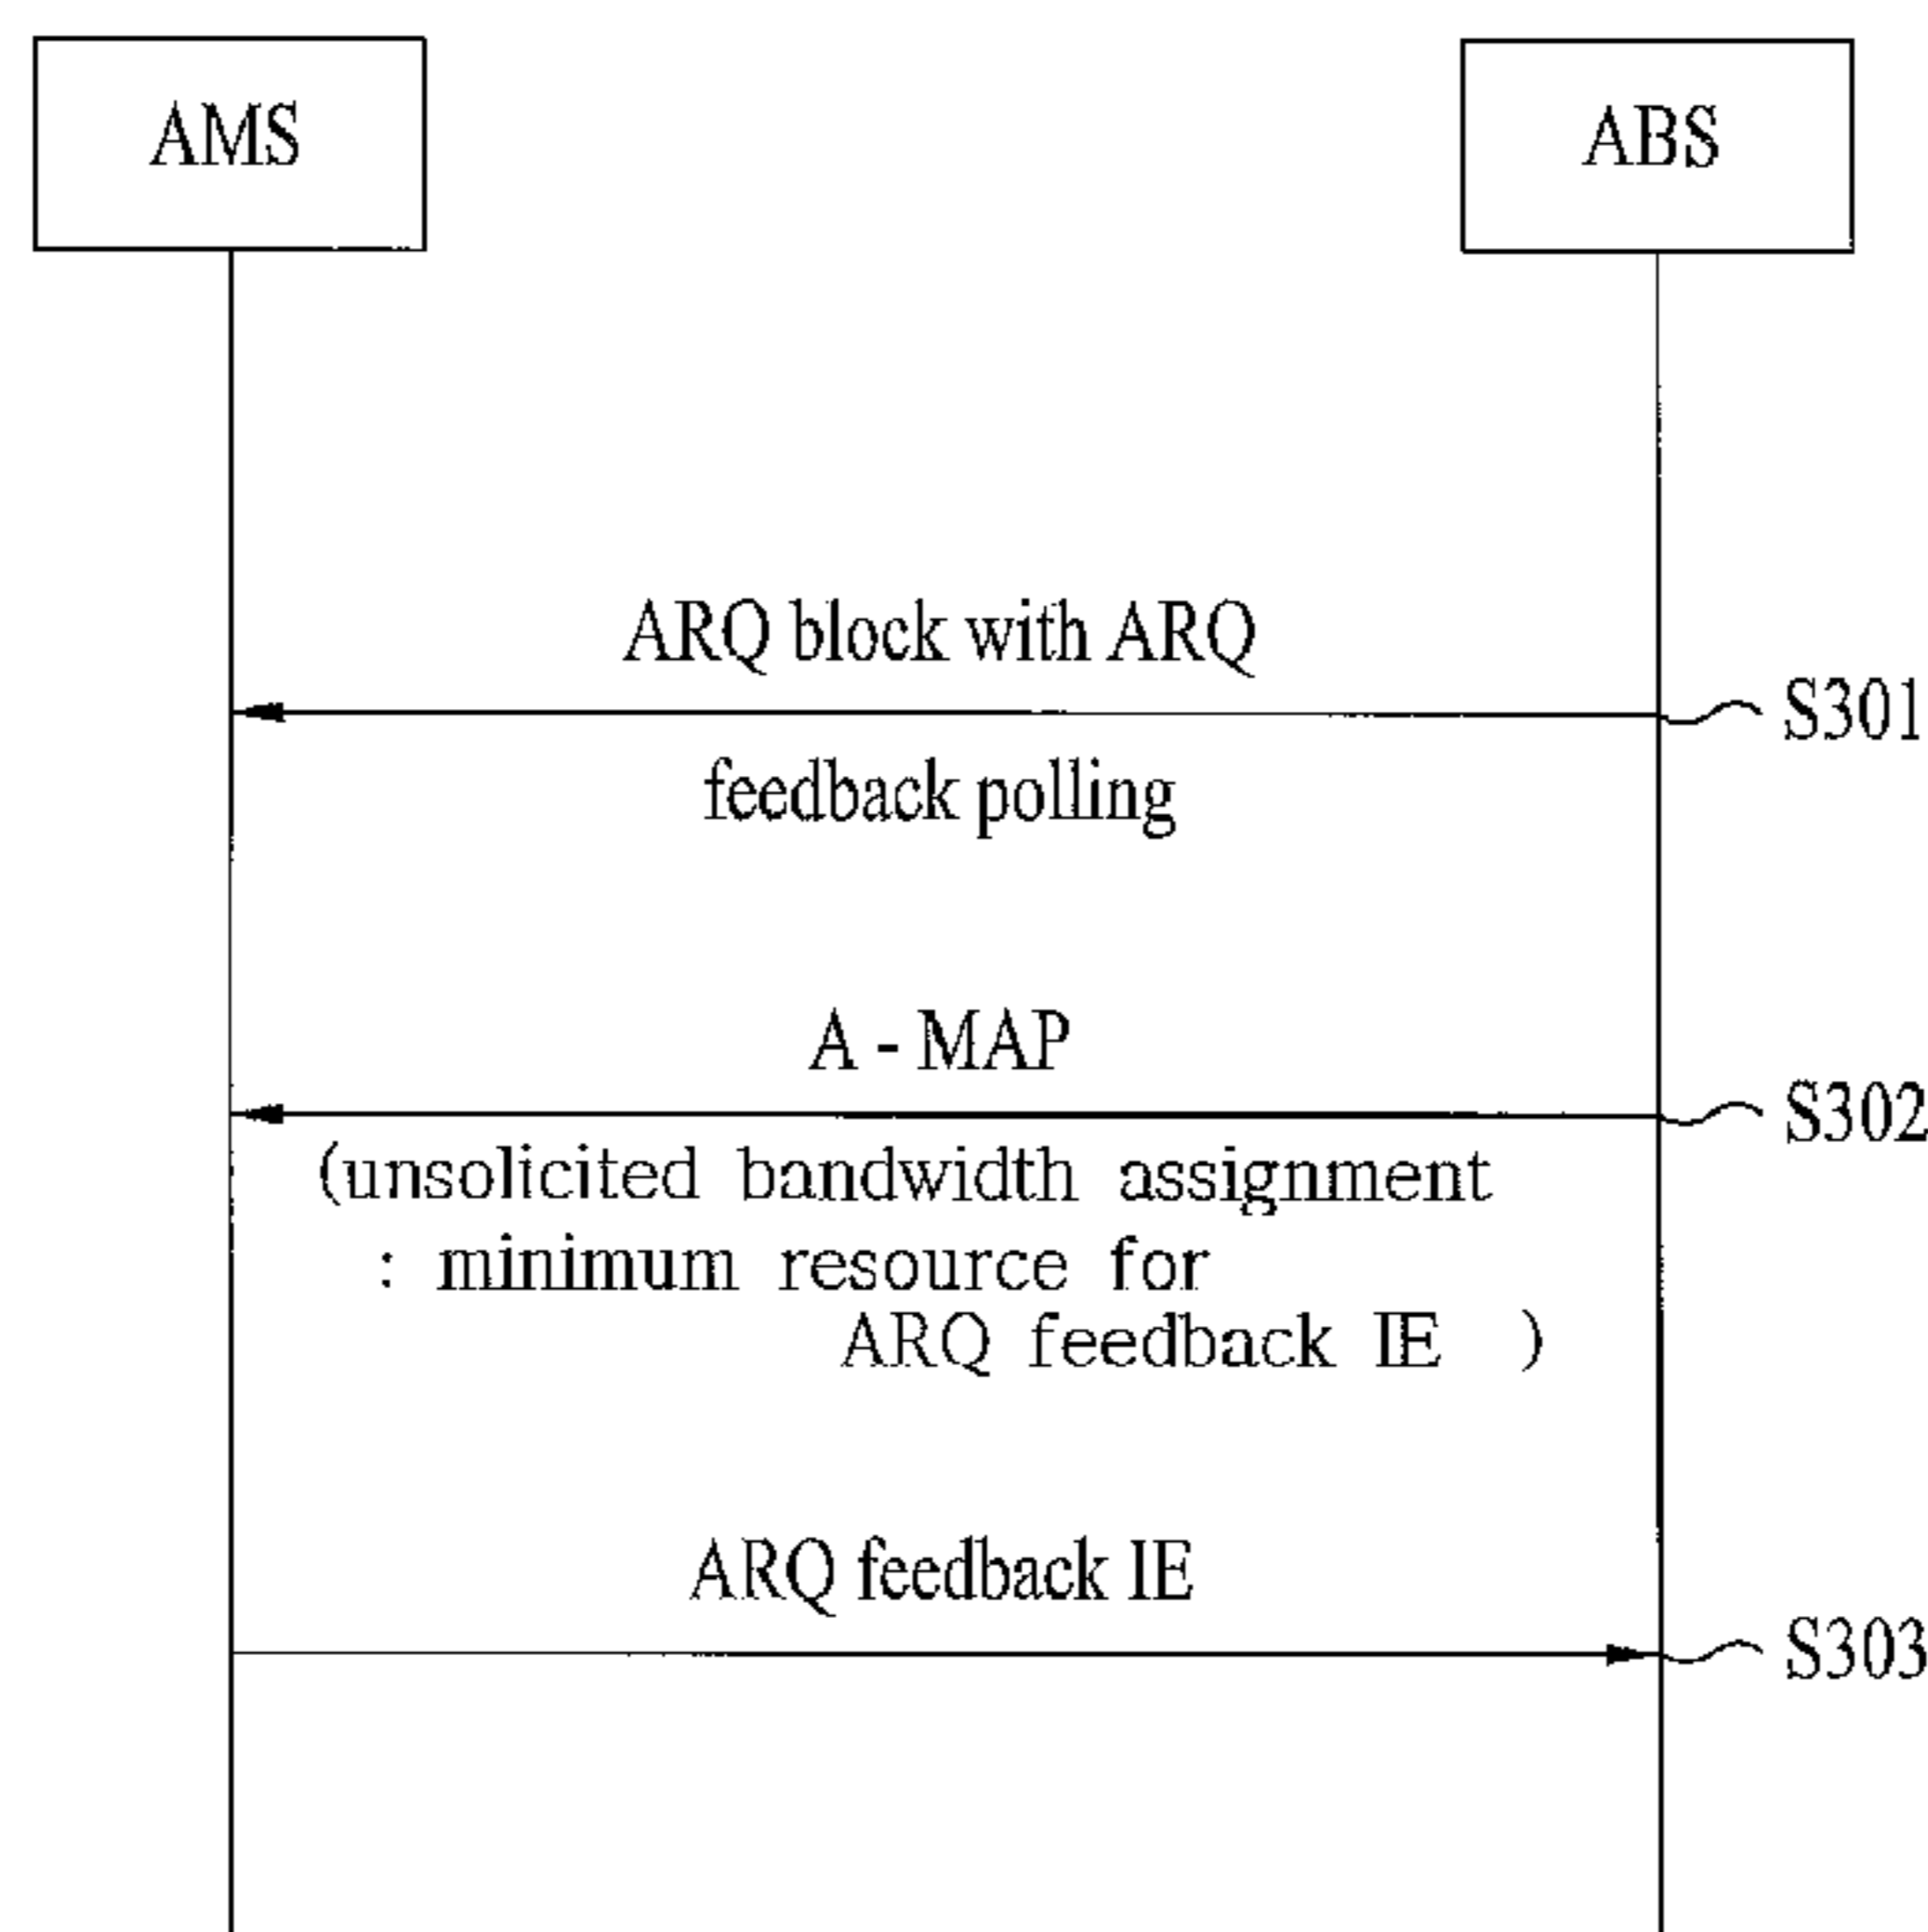 AMS
ABS
ARQ block with ARQ
S301
feedback polling
A - MAP
S302
(unsolicited bandwidth assignment
: minimum resource for
ARQ feedback IE )
ARQ feedback IE
S303